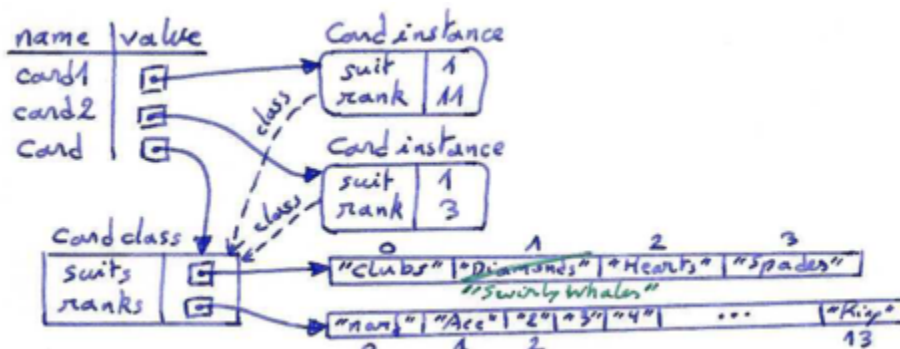 name value
card1
card2
card
Card instance
suit 1
rank 11
class
Card instance
suit 1
rank 3
class
Card class
suits
ranks
0 1 2 3
"Clubs" "Diamonds" "Hearts" "Spades"
"Swirly Whales"
"narf" "Ace" "2" "3" "4" ... "King"
0 1 2 13